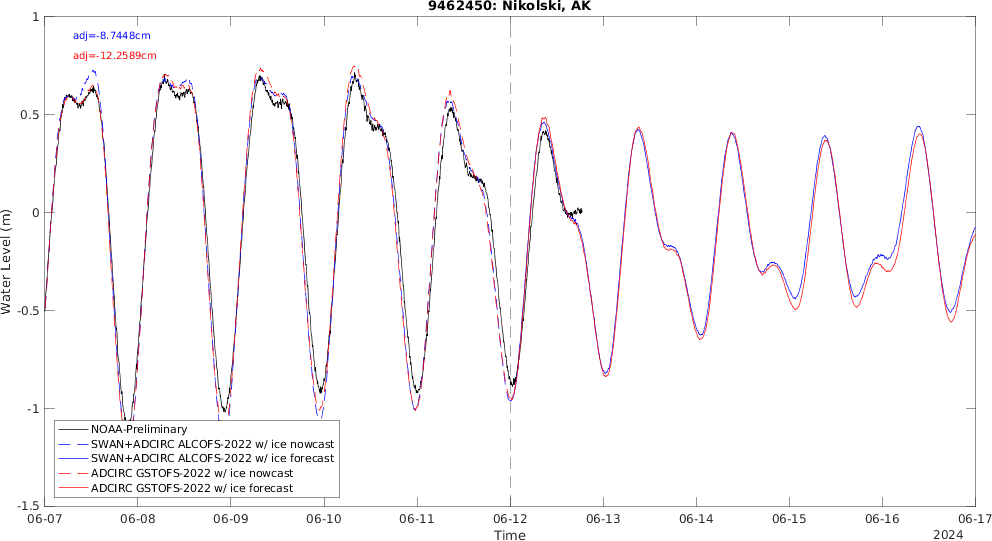 9462450: Nikolski, AK
adj=-8.7448cm
adj=-12.2589cm
Water Level (m)
1
0.5
0
-0.5
-1
-1.5
NOAA-Preliminary
SWAN+ADCIRC ALCOFS-2022 w/ ice nowcast
SWAN+ADCIRC ALCOFS-2022 w/ ice forecast
ADCIRC GSTOFS-2022 w/ ice nowcast
ADCIRC GSTOFS-2022 w/ ice forecast
06-07 06-08 06-09 06-10 06-11 06-12 06-13 06-14 06-15 06-16 06-17
Time
2024